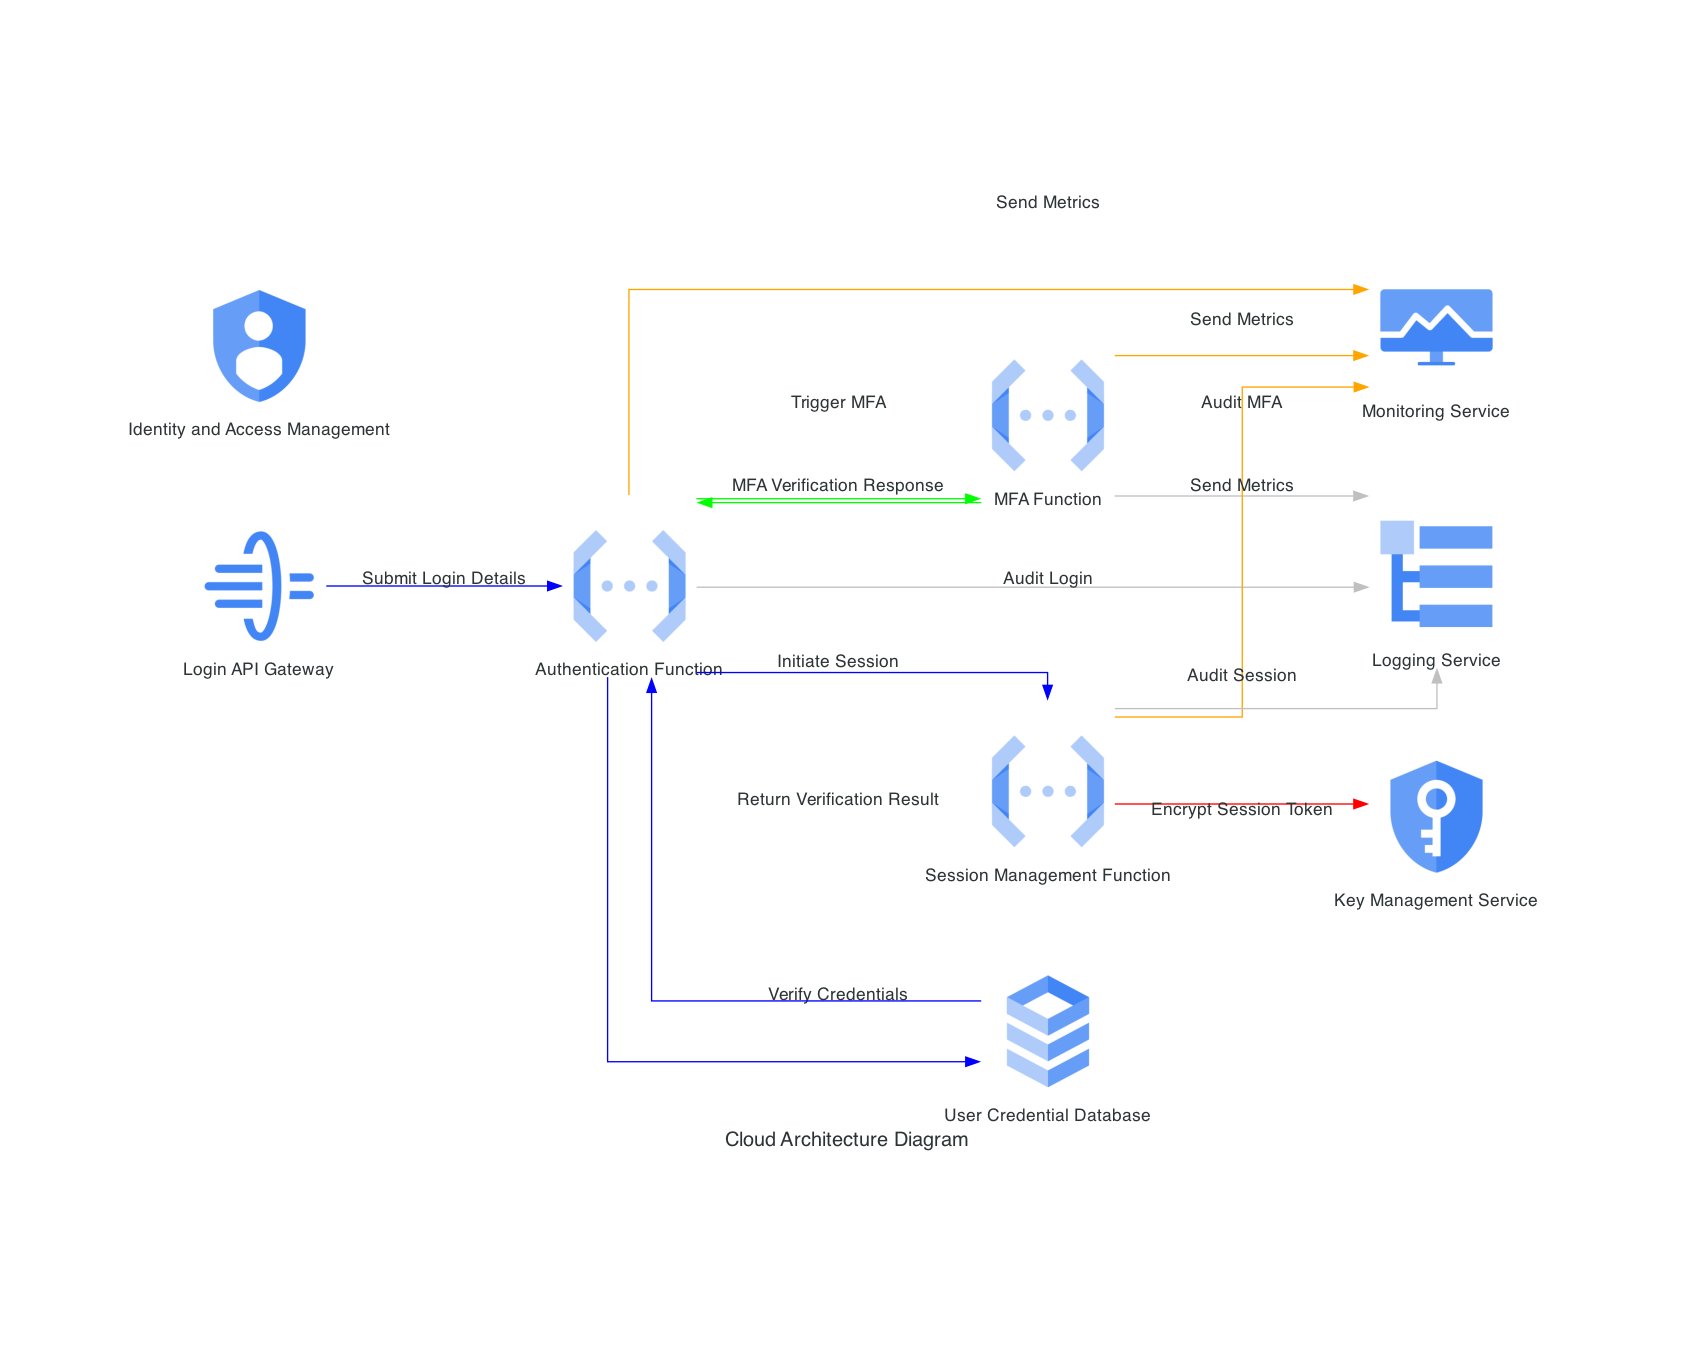 Send Metrics
Send Metrics
Trigger MFA
Audit MFA
Monitoring Service
Identity and Access Management
MFA Verification Response
Send Metrics
MFA Function
Submit Login Details
Audit Login
Initiate Session
Logging Service
Login API Gateway
Authentication Function
Audit Session
Return Verification Result
Encrypt Session Token
Session Management Function
Key Management Service
Verify Credentials
User Credential Database
Cloud Architecture Diagram